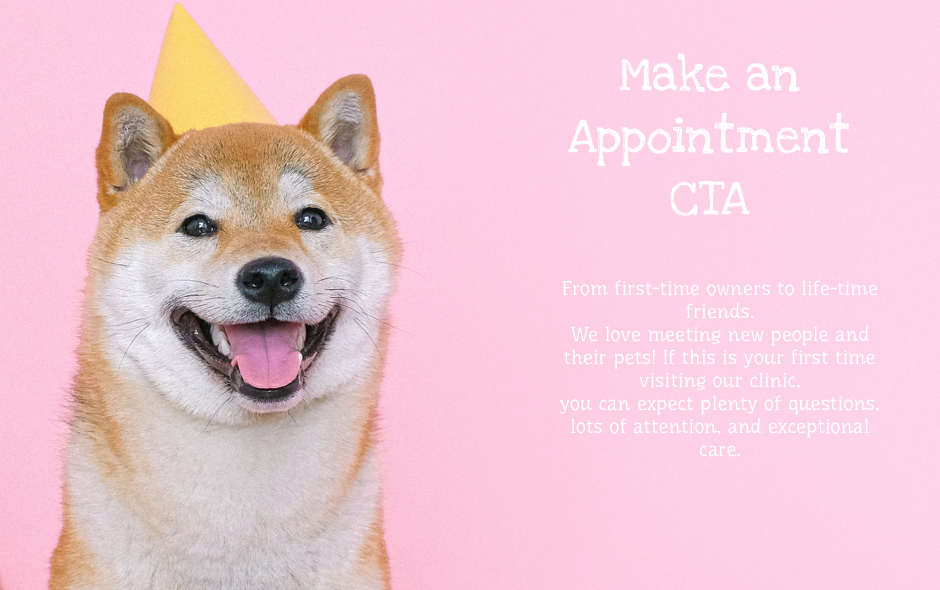 Make an
Appointment
CTA
From first-time owners to life-time
friends.
We love meeting new people and
their pets! If this is your first time
visiting our clinic,
you can expect plenty of questions,
lots of attention, and exceptional
care.